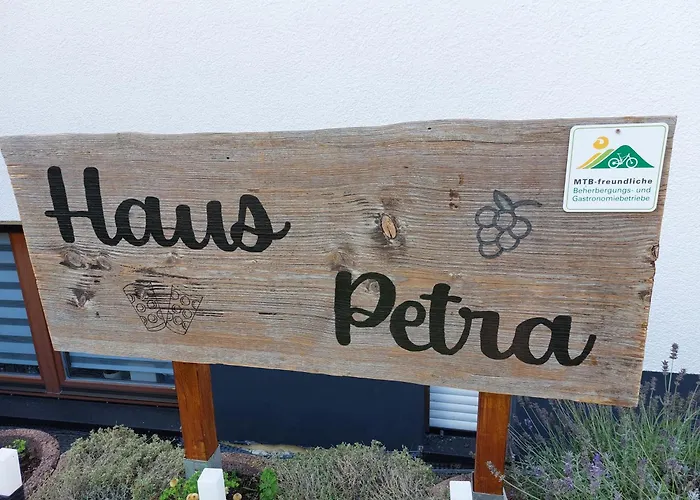 Haus
Petra
MTB-freundliche
Beherbergungs- und
Gastronomiebetriebe